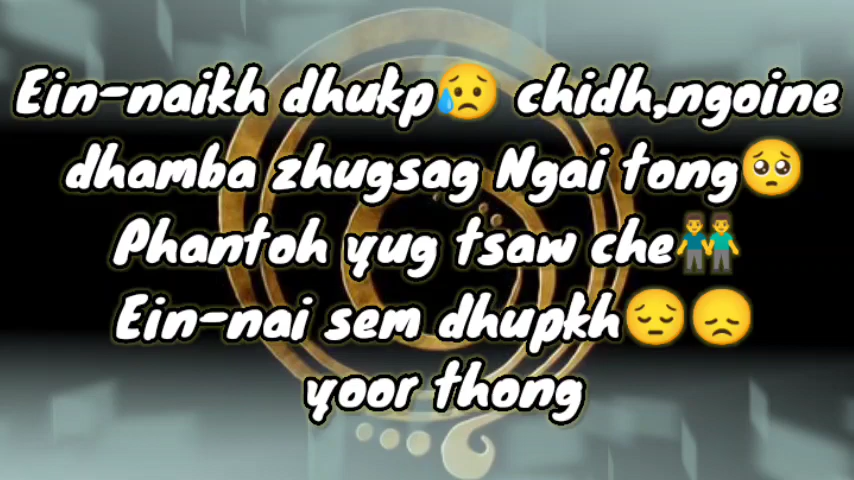 Ein-naikh dhukp😥 chidh,ngoine
dhamba zhugsag Ngai tong🥺
Phantoh yug tsaw che👬
Ein-nai sem dhupkh😔😞
yoor thong